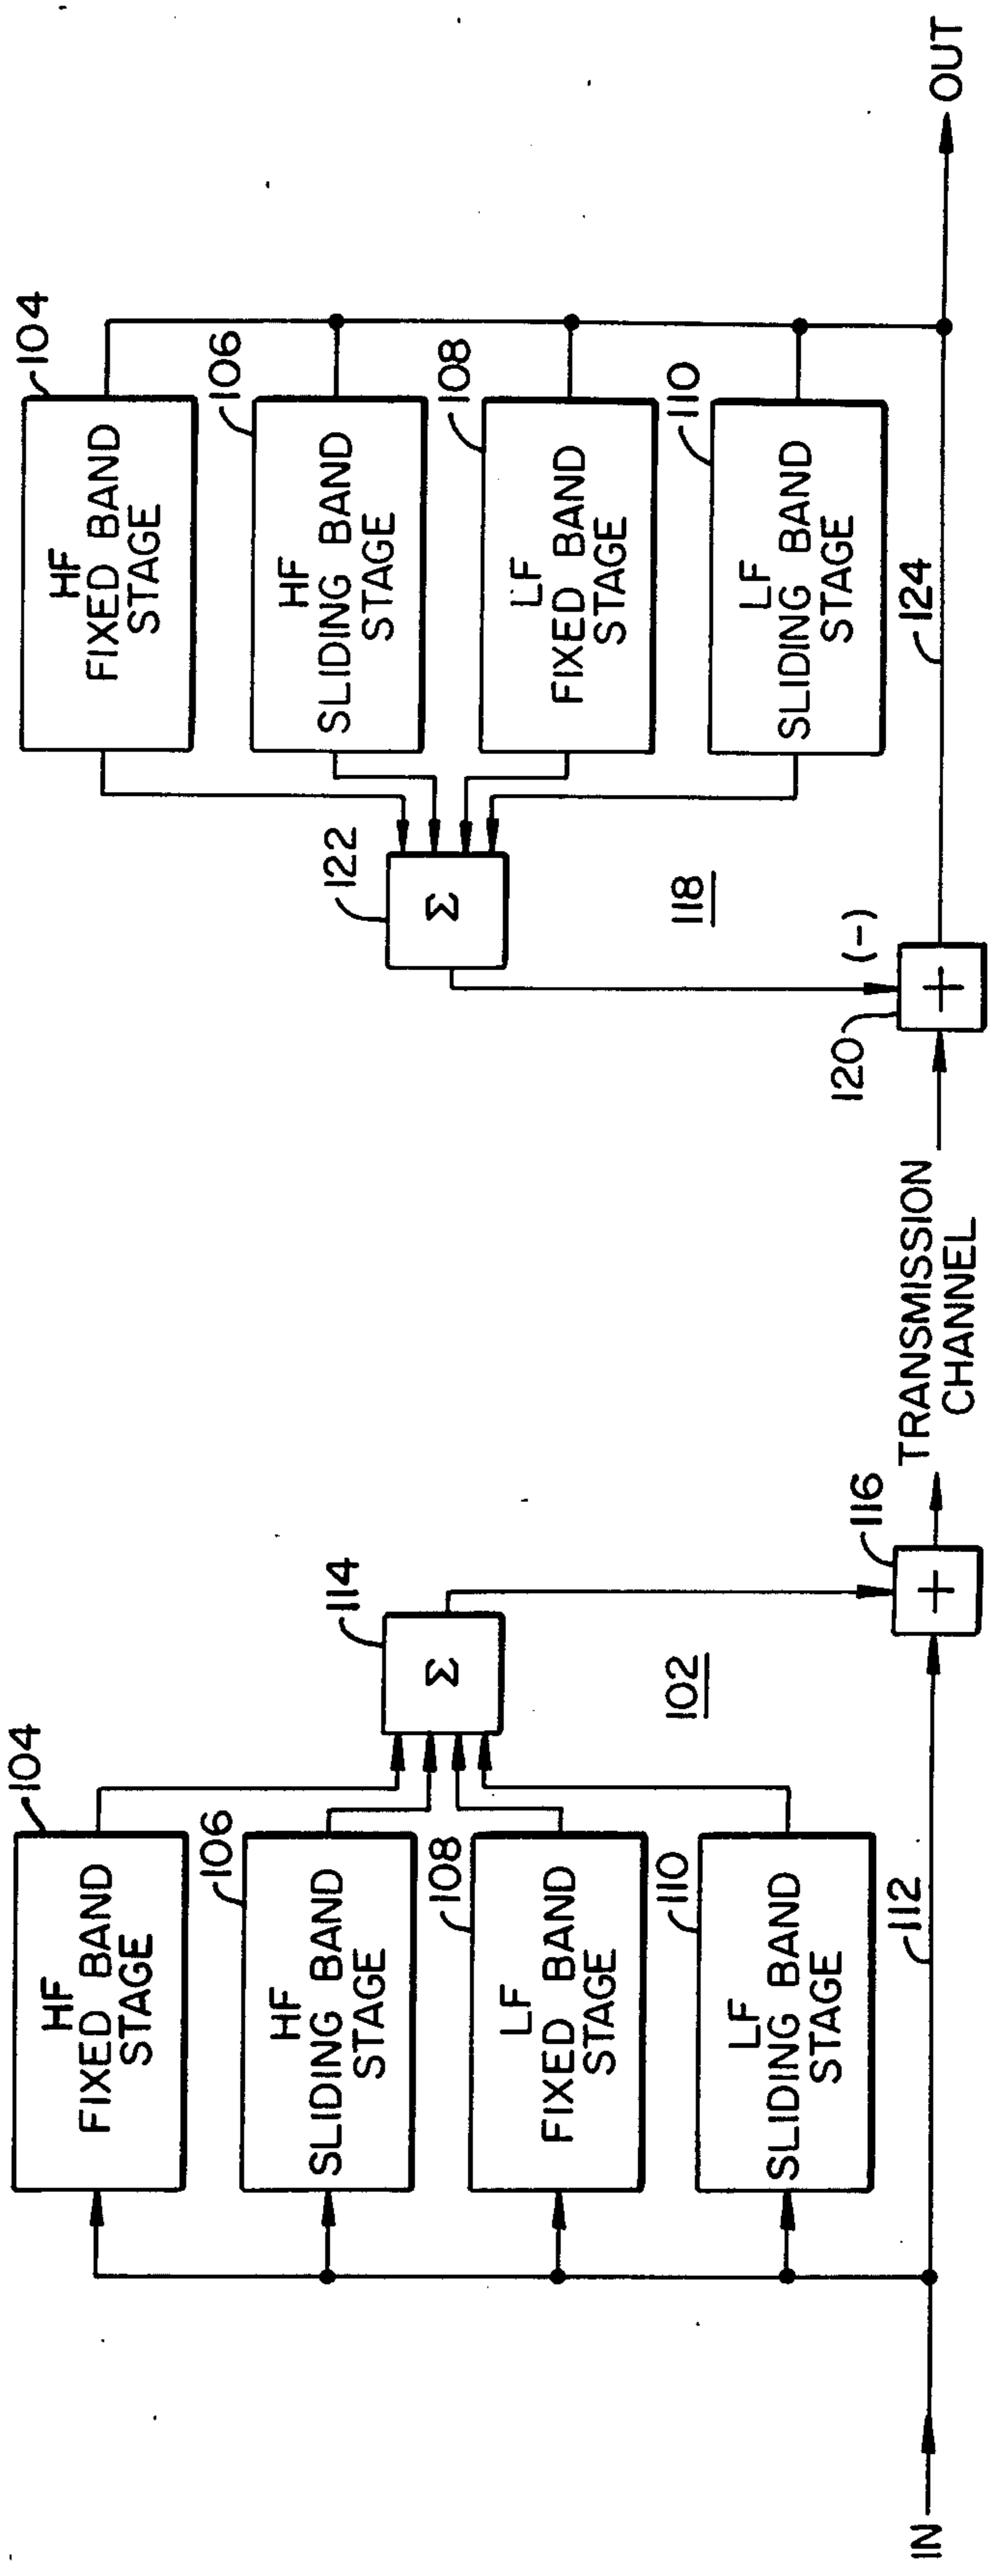 104
HF
FIXED BAND
STAGE
106
HF
SLIDING BAND
STAGE
108
LF
FIXED BAND
STAGE
110
LF
SLIDING BAND
STAGE
112
IN
114
Σ
102
116
+
TRANSMISSION
CHANNEL
104
HF
FIXED BAND
STAGE
106
HF
SLIDING BAND
STAGE
108
LF
FIXED BAND
STAGE
110
LF
SLIDING BAND
STAGE
122
Σ
118
120
(-)
+
124
OUT